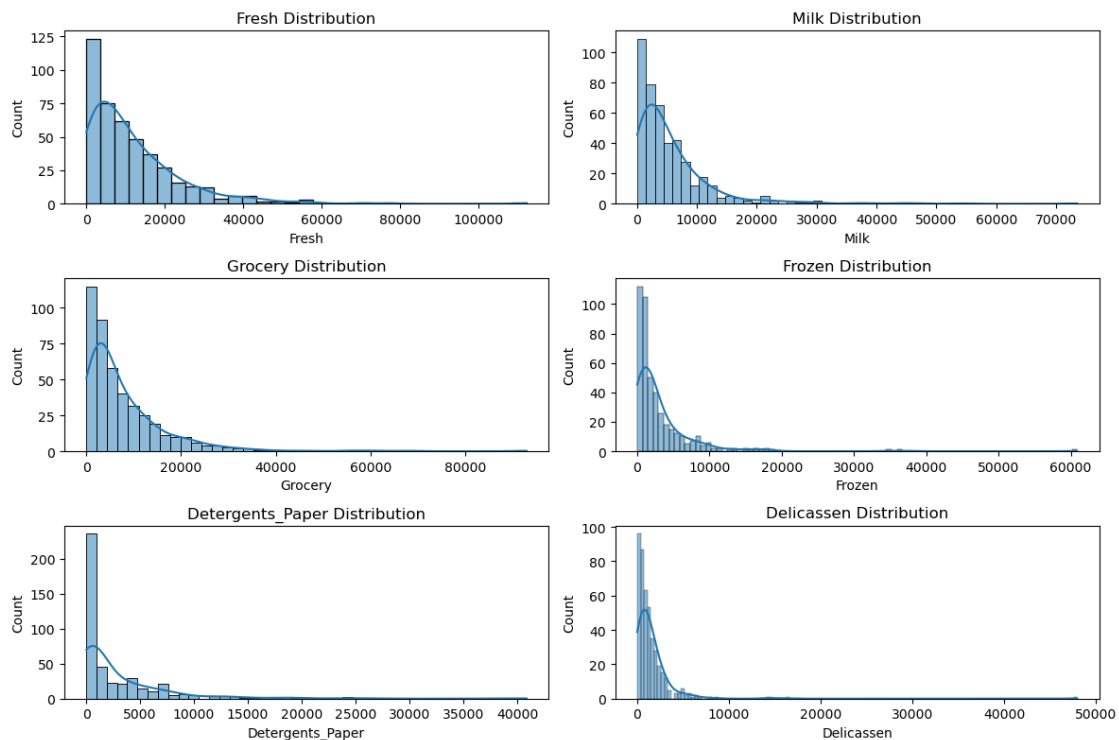 Fresh Distribution
Count
125
100
75
50
25
0
0 20000 40000 60000 80000 100000
Fresh
Milk Distribution
Count
100
80
60
40
20
0
0 10000 20000 30000 40000 50000 60000 70000
Milk
Grocery Distribution
Count
100
75
50
25
0
0 20000 40000 60000 80000
Grocery
Frozen Distribution
Count
100
80
60
40
20
0
0 10000 20000 30000 40000 50000 60000
Frozen
Detergents_Paper Distribution
Count
200
150
100
50
0
0 5000 10000 15000 20000 25000 30000 35000 40000
Detergents_Paper
Delicassen Distribution
Count
100
80
60
40
20
0
0 10000 20000 30000 40000 50000
Delicassen